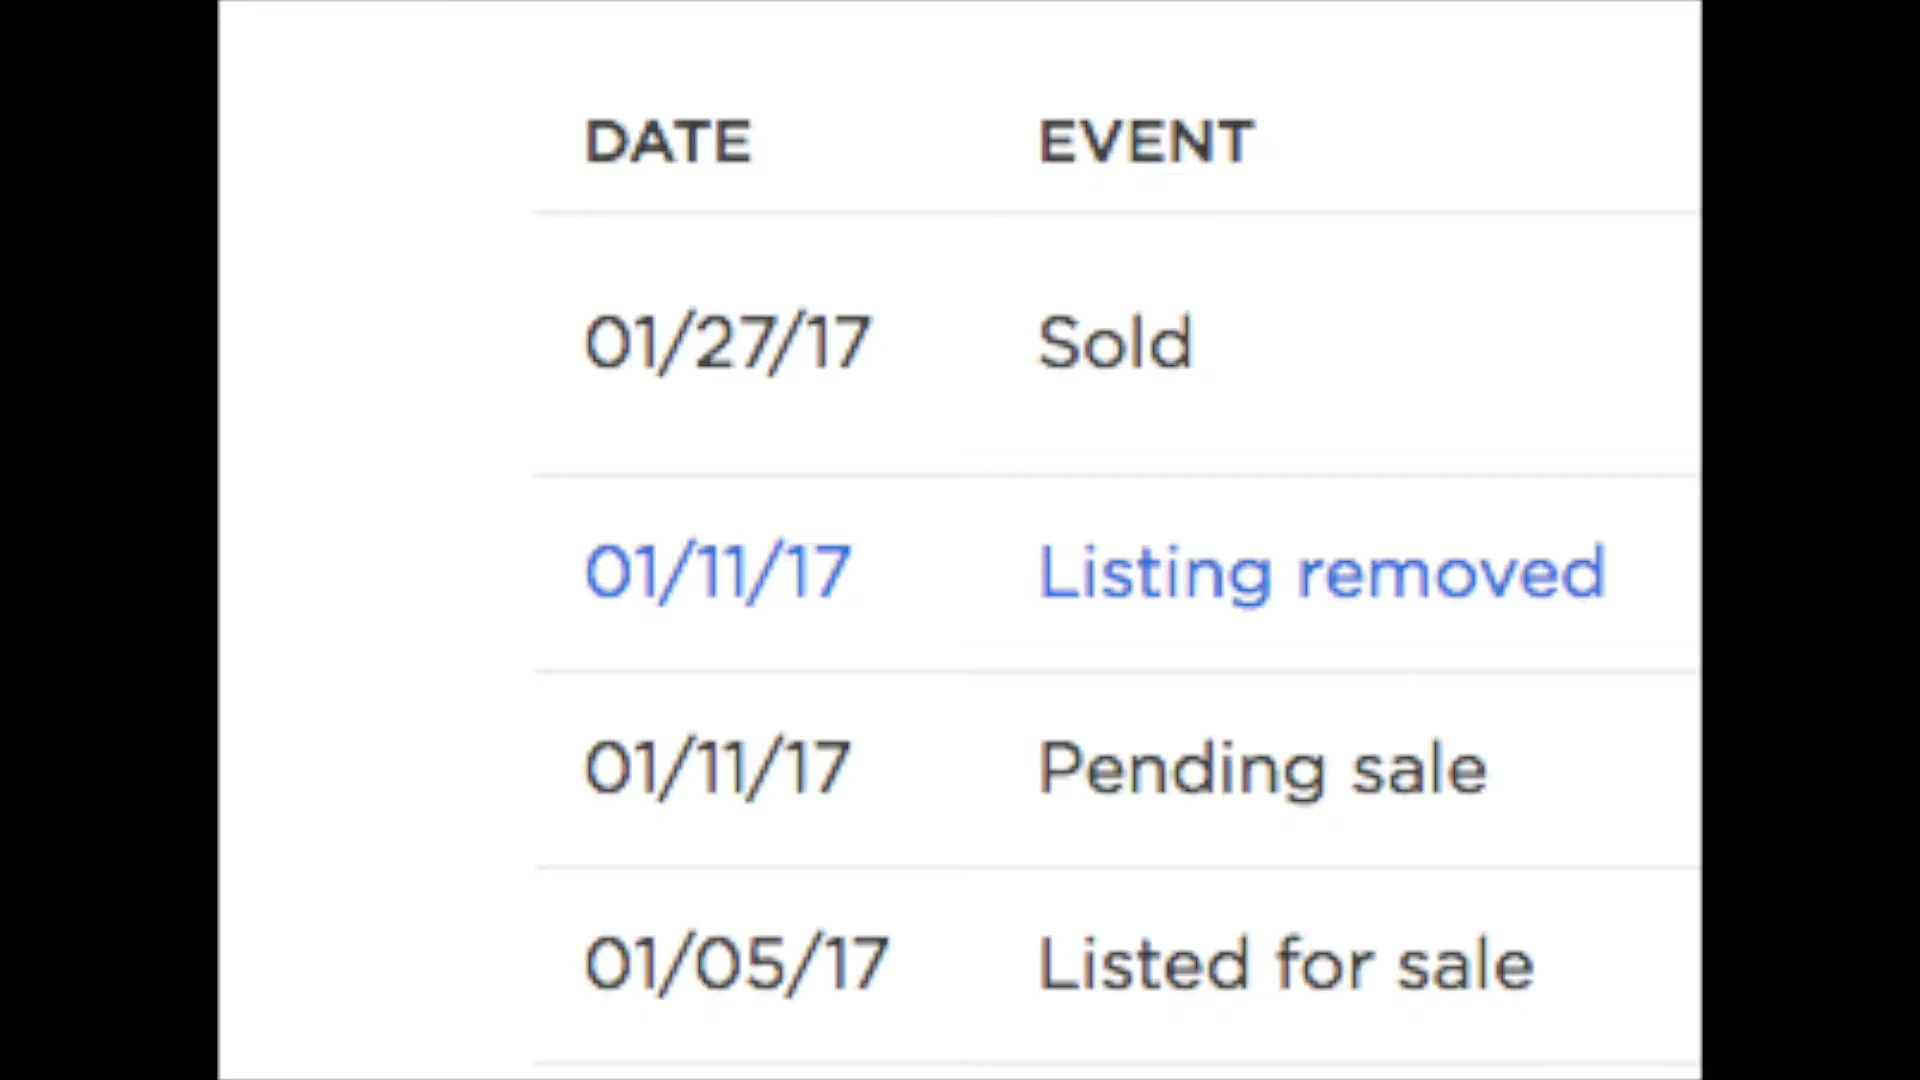 DATE EVENT
01/27/17 Sold
01/11/17 Listing removed
01/11/17 Pending sale
01/05/17 Listed for sale